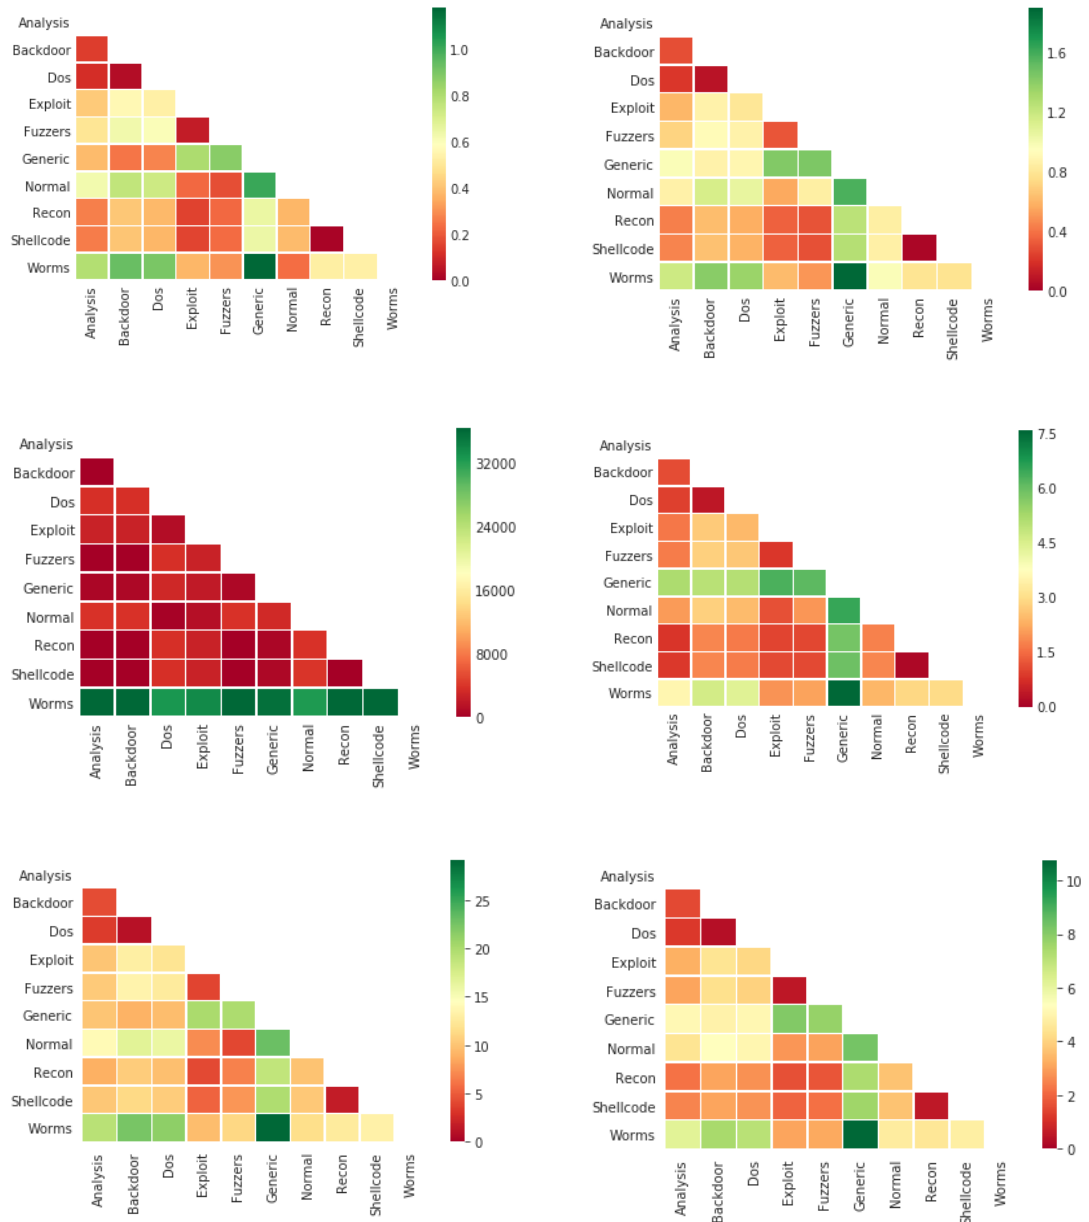 Analysis
Backdoor
Dos
Exploit
Fuzzers
Generic
Normal
Recon
Shellcode
Worms
Analysis
Backdoor
Dos
Exploit
Fuzzers
Generic
Normal
Recon
Shellcode
Worms
1.0
0.8
0.6
0.4
0.2
0.0
Analysis
Backdoor
Dos
Exploit
Fuzzers
Generic
Normal
Recon
Shellcode
Worms
Analysis
Backdoor
Dos
Exploit
Fuzzers
Generic
Normal
Recon
Shellcode
Worms
1.6
1.2
0.8
0.4
0.0
Analysis
Backdoor
Dos
Exploit
Fuzzers
Generic
Normal
Recon
Shellcode
Worms
Analysis
Backdoor
Dos
Exploit
Fuzzers
Generic
Normal
Recon
Shellcode
Worms
32000
24000
16000
8000
0
Analysis
Backdoor
Dos
Exploit
Fuzzers
Generic
Normal
Recon
Shellcode
Worms
Analysis
Backdoor
Dos
Exploit
Fuzzers
Generic
Normal
Recon
Shellcode
Worms
7.5
6.0
4.5
3.0
1.5
0.0
Analysis
Backdoor
Dos
Exploit
Fuzzers
Generic
Normal
Recon
Shellcode
Worms
Analysis
Backdoor
Dos
Exploit
Fuzzers
Generic
Normal
Recon
Shellcode
Worms
25
20
15
10
5
0
Analysis
Backdoor
Dos
Exploit
Fuzzers
Generic
Normal
Recon
Shellcode
Worms
Analysis
Backdoor
Dos
Exploit
Fuzzers
Generic
Normal
Recon
Shellcode
Worms
10
8
6
4
2
0